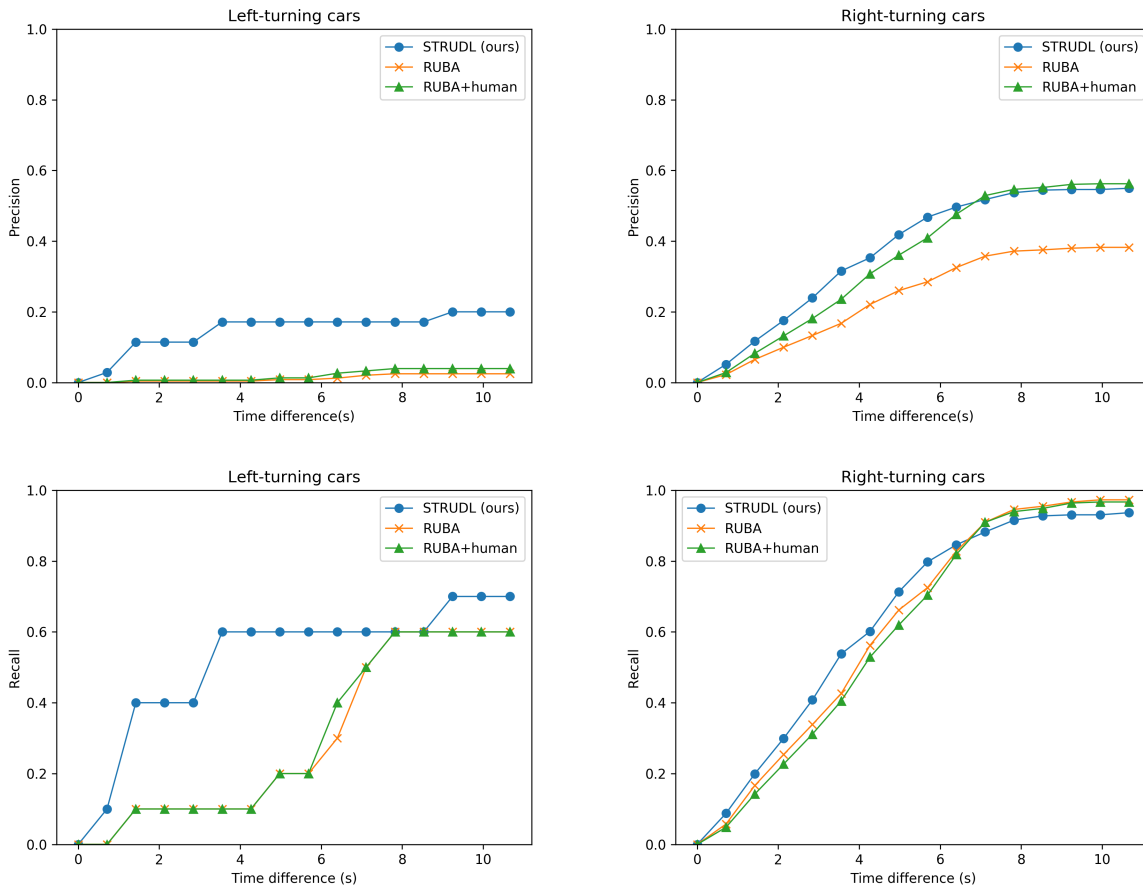 Left-turning cars
1.0
0.8
0.6
0.4
0.2
0.0
Precision
0 2 4 6 8 10
Time difference(s)
STRUDL (ours)
RUBA
RUBA+human
Right-turning cars
1.0
0.8
0.6
0.4
0.2
0.0
Precision
0 2 4 6 8 10
Time difference(s)
STRUDL (ours)
RUBA
RUBA+human
Left-turning cars
1.0
0.8
0.6
0.4
0.2
0.0
Recall
0 2 4 6 8 10
Time difference (s)
STRUDL (ours)
RUBA
RUBA+human
Right-turning cars
1.0
0.8
0.6
0.4
0.2
0.0
Recall
0 2 4 6 8 10
Time difference (s)
STRUDL (ours)
RUBA
RUBA+human